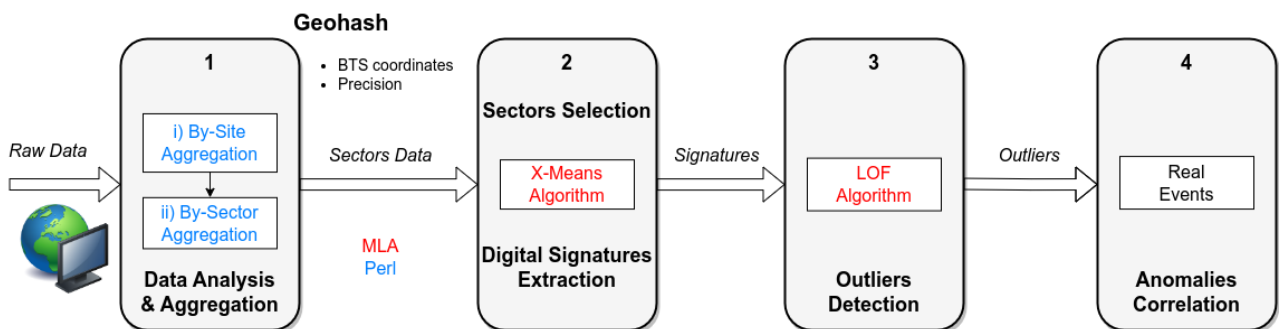 Geohash
• BTS coordinates
• Precision
Raw Data
1
i) By-Site
Aggregation
ii) By-Sector
Aggregation
Data Analysis
& Aggregation
Sectors Data
MLA
Perl
2
Sectors Selection
X-Means
Algorithm
Digital Signatures
Extraction
Signatures
3
LOF
Algorithm
Outliers
Detection
Outliers
4
Real
Events
Anomalies
Correlation